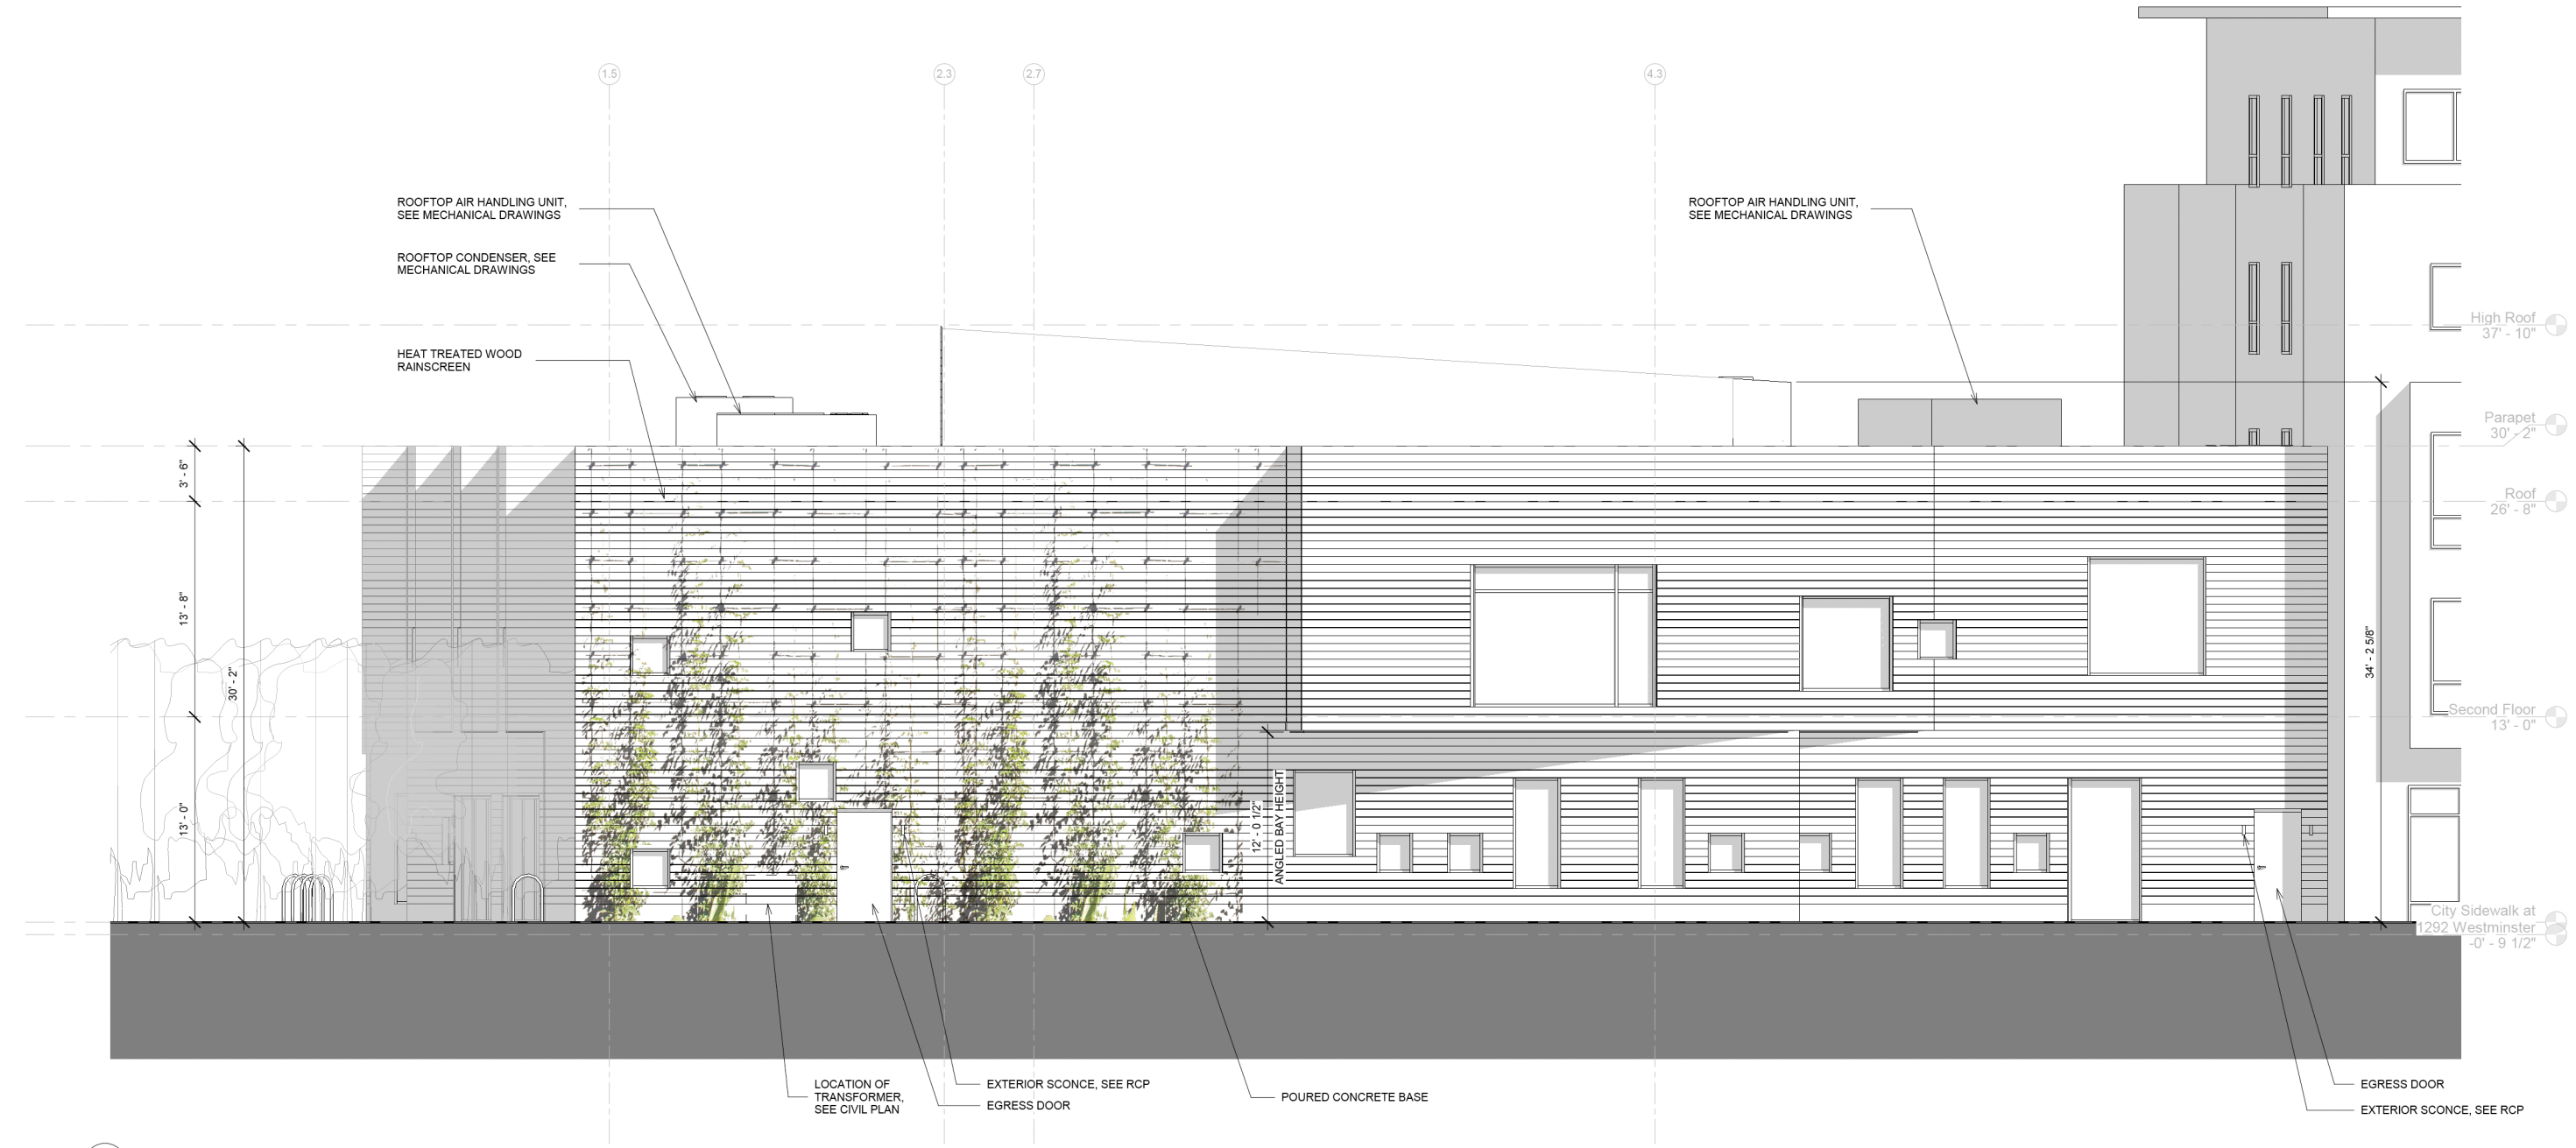 1.5
2.3
2.7
4.3
ROOFTOP AIR HANDLING UNIT,
SEE MECHANICAL DRAWINGS
ROOFTOP AIR HANDLING UNIT,
SEE MECHANICAL DRAWINGS
ROOFTOP CONDENSER, SEE
MECHANICAL DRAWINGS
High Roof
37' - 10"
HEAT TREATED WOOD
RAINSCREEN
Parapet
30' - 2"
3' - 6"
Roof
26' - 8"
13' - 8"
30' - 2"
34' - 2 5/8"
Second Floor
13' - 0"
13' - 0"
12' - 0 1/2"
ANGLED BAY HEIGHT
City Sidewalk at
1292 Westminster
-0' - 9 1/2"
LOCATION OF
TRANSFORMER,
SEE CIVIL PLAN
EXTERIOR SCONCE, SEE RCP
EGRESS DOOR
POURED CONCRETE BASE
EGRESS DOOR
EXTERIOR SCONCE, SEE RCP